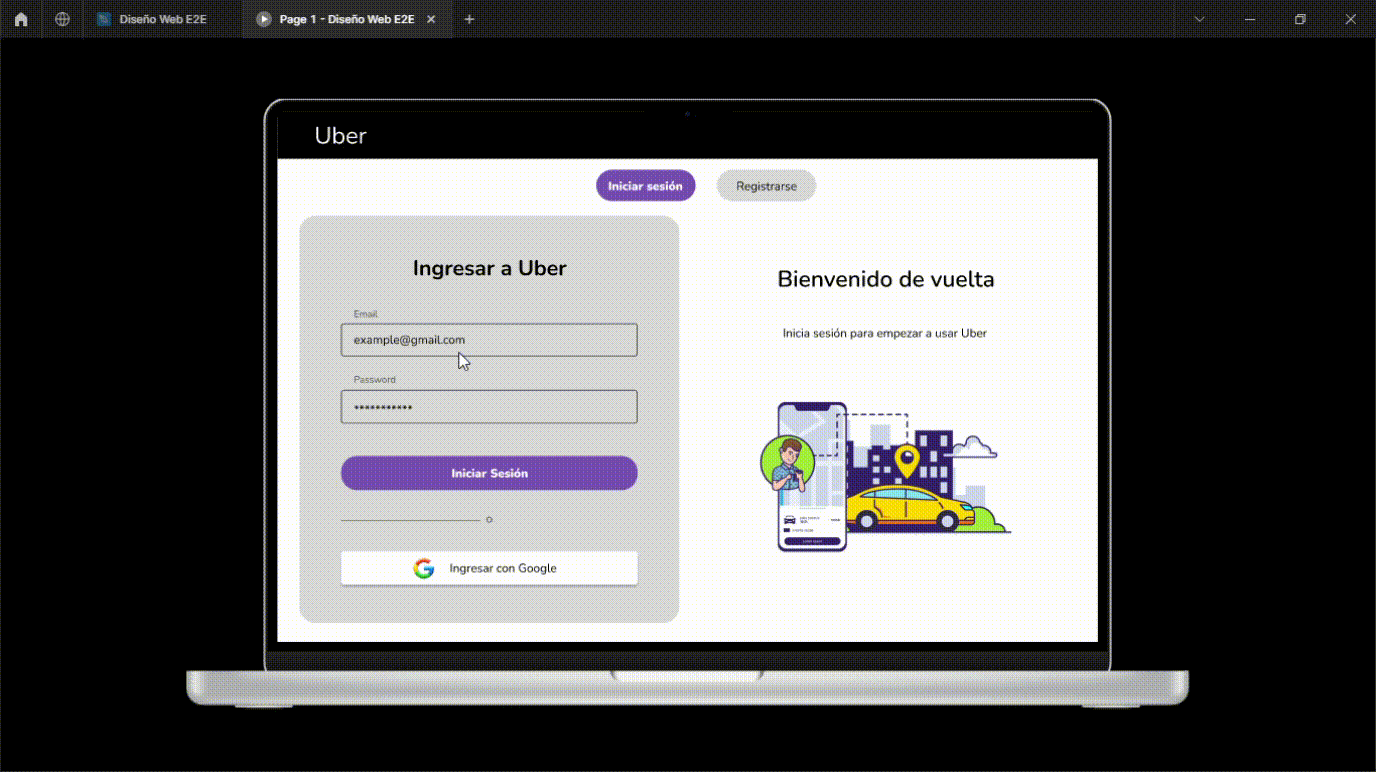 Diseño Web E2E
Page 1 - Diseño Web E2E
Uber
Iniciar sesión
Registrarse
Ingresar a Uber
Email
example@gmail.com
Password
***********
Iniciar Sesión
O
Ingresar con Google
Bienvenido de vuelta
Inicia sesión para empezar a usar Uber